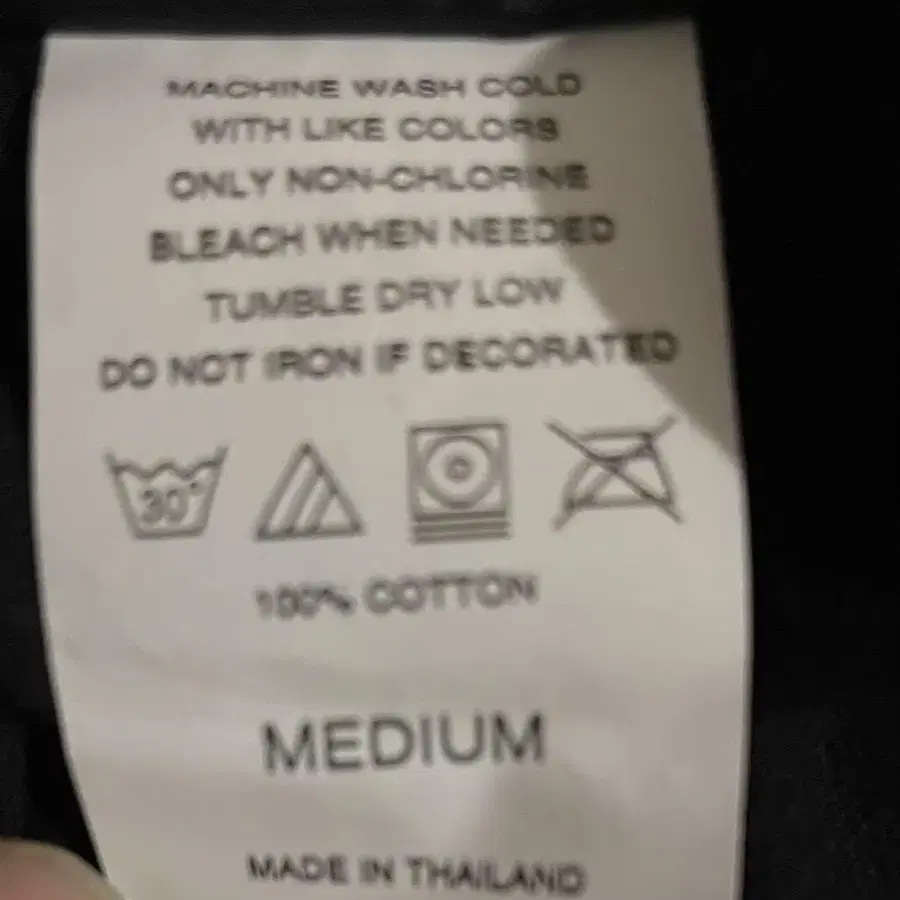 MACHINE WASH COLD
WITH LIKE COLORS
ONLY NON-CHLORINE
BLEACH WHEN NEEDED
TUMBLE DRY LOW
DO NOT IRON IF DECORATED
30°
100% COTTON
MEDIUM
MADE IN THAILAND